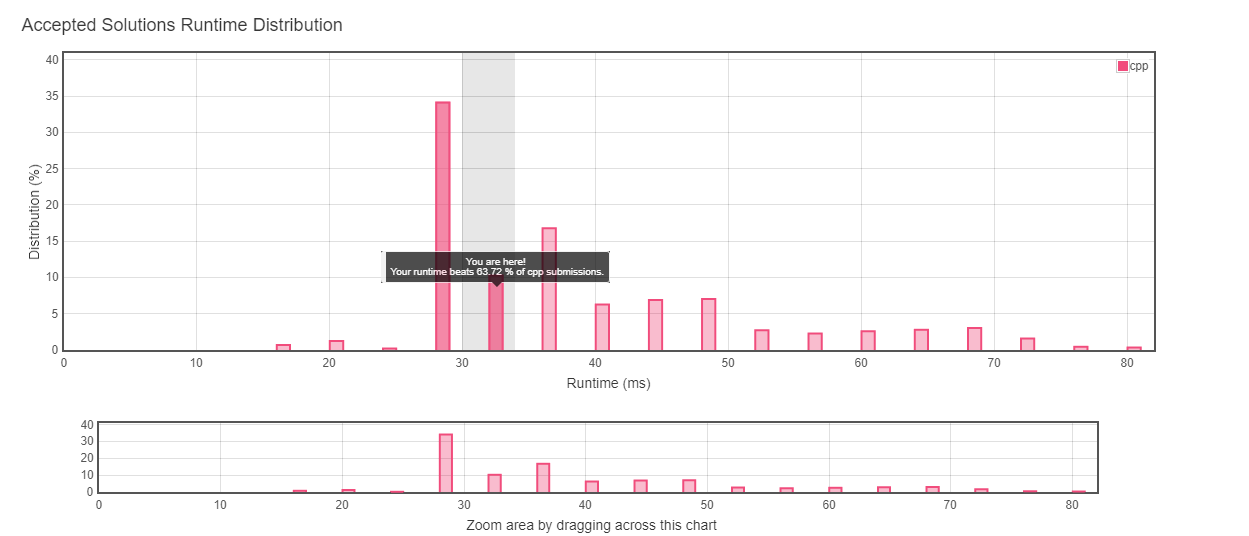 Accepted Solutions Runtime Distribution
40
35
30
25
20
15
10
5
0
Distribution (%)
cpp
You are here!
Your runtime beats 63.72 % of cpp submissions.
0 10 20 30 40 50 60 70 80
Runtime (ms)
40
30
20
10
0
0 10 20 30 40 50 60 70 80
Zoom area by dragging across this chart